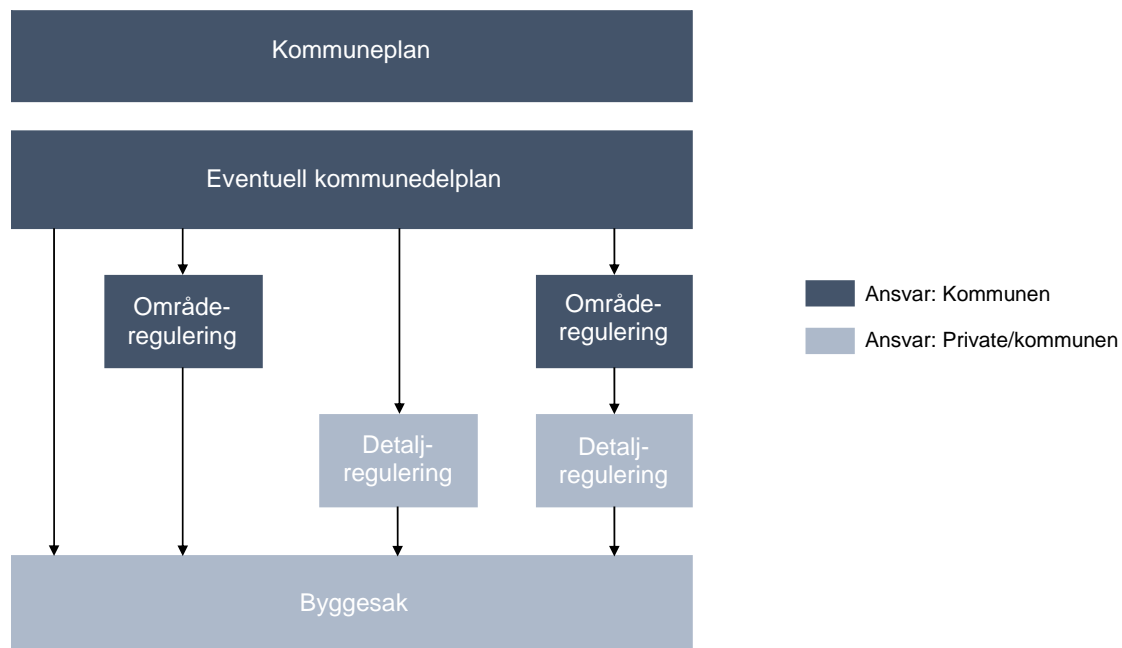 Kommuneplan
Eventuell kommunedelplan
Område-
regulering
Område-
regulering
Ansvar: Kommunen
Ansvar: Private/kommunen
Detalj-
regulering
Detalj-
regulering
Byggesak